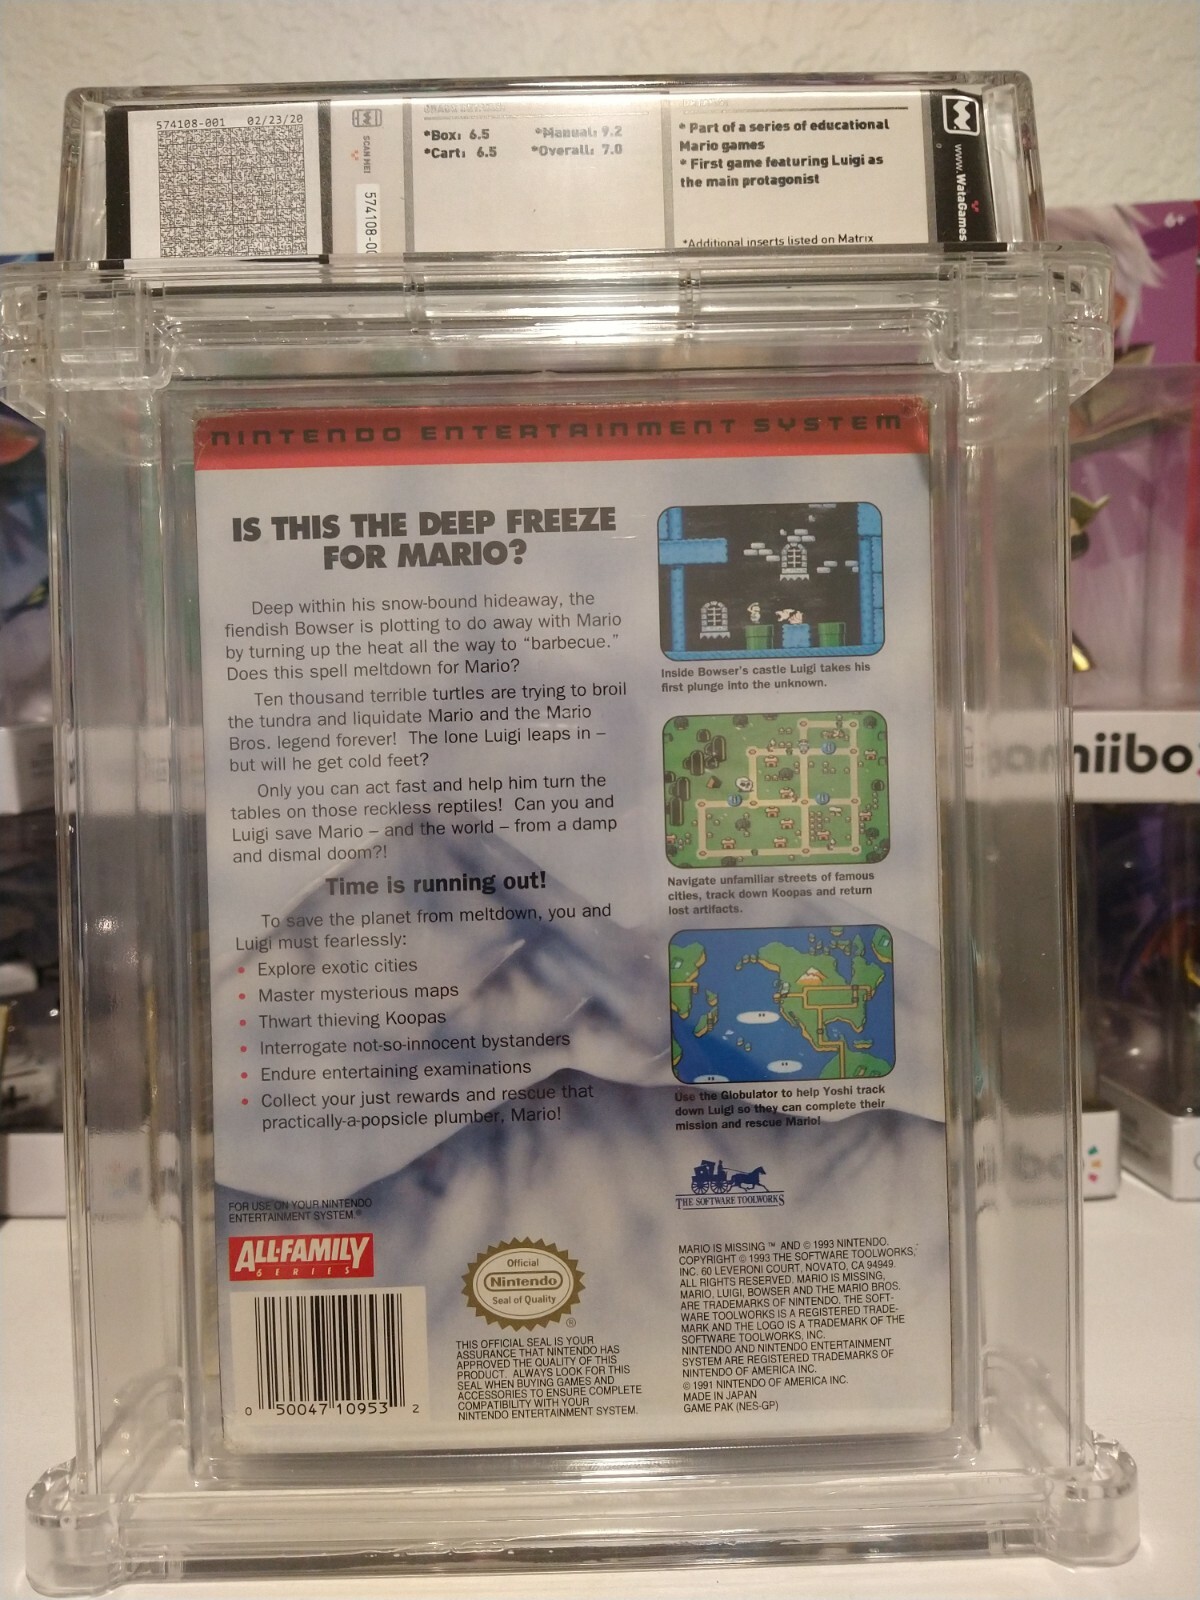 574108-001 02/23/20
SCAN ME!
574108-00
*Box: 6.5 *Manual: 9.2
*Cart: 6.5 *Overall: 7.0
* Part of a series of educational
Mario games
* First game featuring Luigi as
the main protagonist
*Additional inserts listed on Matrix
www.WataGames
6+
NINTENDO ENTERTAINMENT SYSTEM
IS THIS THE DEEP FREEZE
FOR MARIO?
Deep within his snow-bound hideaway, the
fiendish Bowser is plotting to do away with Mario
by turning up the heat all the way to “barbecue.”
Does this spell meltdown for Mario?
Ten thousand terrible turtles are trying to broil
the tundra and liquidate Mario and the Mario
Bros. legend forever! The lone Luigi leaps in –
but will he get cold feet?
Only you can act fast and help him turn the
tables on those reckless reptiles! Can you and
Luigi save Mario – and the world – from a damp
and dismal doom?!
Time is running out!
To save the planet from meltdown, you and
Luigi must fearlessly:
• Explore exotic cities
• Master mysterious maps
• Thwart thieving Koopas
• Interrogate not-so-innocent bystanders
• Endure entertaining examinations
• Collect your just rewards and rescue that
practically-a-popsicle plumber, Mario!
Inside Bowser's castle Luigi takes his
first plunge into the unknown.
Navigate unfamiliar streets of famous
cities, track down Koopas and return
lost artifacts.
Use the Globulator to help Yoshi track
down Luigi so they can complete their
mission and rescue Mario!
THE SOFTWARE TOOLWORKS
FOR USE ON YOUR NINTENDO
ENTERTAINMENT SYSTEM®
ALL-FAMILY
SERIES
0 50047 10953 2
Official
Nintendo
Seal of Quality
®
THIS OFFICIAL SEAL IS YOUR
ASSURANCE THAT NINTENDO HAS
APPROVED THE QUALITY OF THIS
PRODUCT. ALWAYS LOOK FOR THIS
SEAL WHEN BUYING GAMES AND
ACCESSORIES TO ENSURE COMPLETE
COMPATIBILITY WITH YOUR
NINTENDO ENTERTAINMENT SYSTEM.
MARIO IS MISSING ™ AND © 1993 NINTENDO.
COPYRIGHT © 1993 THE SOFTWARE TOOLWORKS,
INC. 60 LEVERONI COURT, NOVATO, CA 94949.
ALL RIGHTS RESERVED. MARIO IS MISSING,
MARIO, LUIGI, BOWSER AND THE MARIO BROS.
ARE TRADEMARKS OF NINTENDO. THE SOFT-
WARE TOOLWORKS IS A REGISTERED TRADE-
MARK AND THE LOGO IS A TRADEMARK OF THE
SOFTWARE TOOLWORKS, INC.
NINTENDO AND NINTENDO ENTERTAINMENT
SYSTEM ARE REGISTERED TRADEMARKS OF
NINTENDO OF AMERICA INC.
© 1991 NINTENDO OF AMERICA INC.
MADE IN JAPAN
GAME PAK (NES-GP)
amiibo